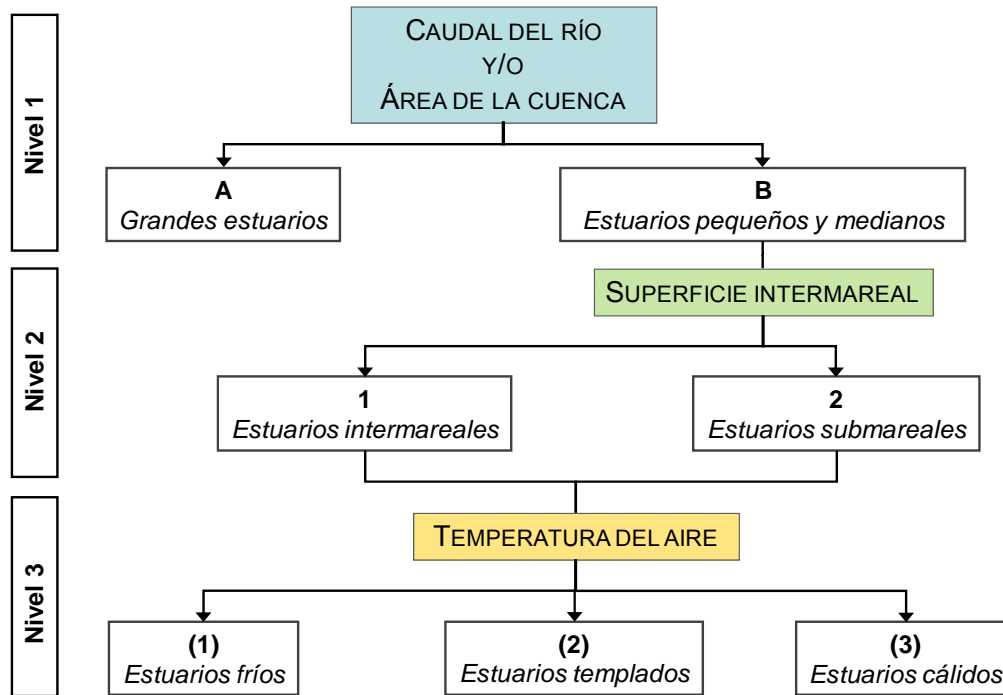 Nivel 1
CAUDAL DEL RÍO
Y/O
ÁREA DE LA CUENCA
A
Grandes estuarios
B
Estuarios pequeños y medianos
Nivel 2
SUPERFICIE INTERMAREAL
1
Estuarios intermareales
2
Estuarios submareales
Nivel 3
TEMPERATURA DEL AIRE
(1)
Estuarios fríos
(2)
Estuarios templados
(3)
Estuarios cálidos